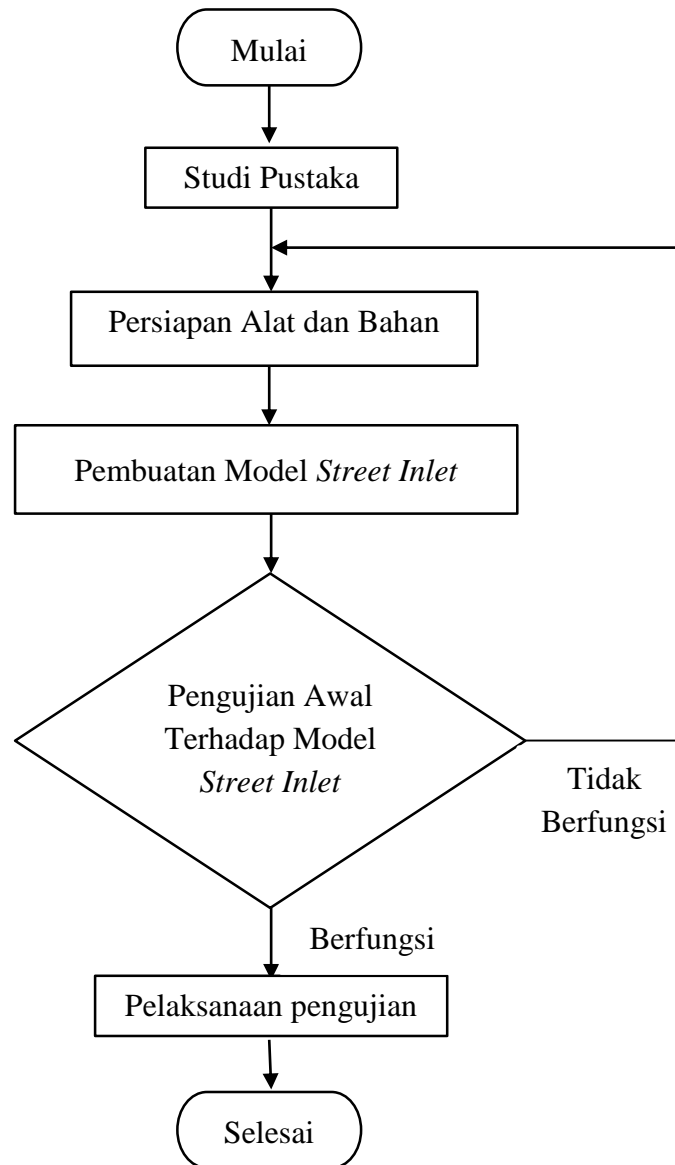 Mulai
Studi Pustaka
Persiapan Alat dan Bahan
Pembuatan Model Street Inlet
Pengujian Awal
Terhadap Model
Street Inlet
Tidak
Berfungsi
Berfungsi
Pelaksanaan pengujian
Selesai